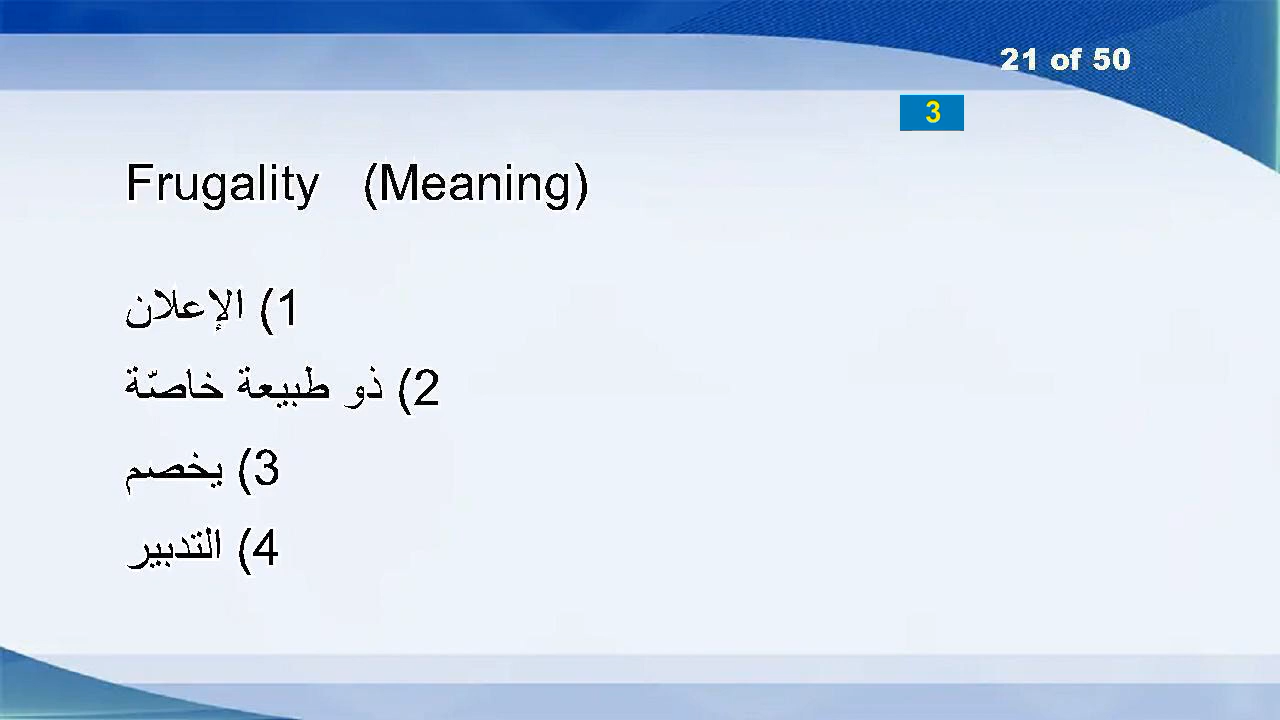 21 of 50
3
Frugality (Meaning)
1) الإعلان
2) ذو طبيعة خاصّة
3) يخصم
4) التدبير